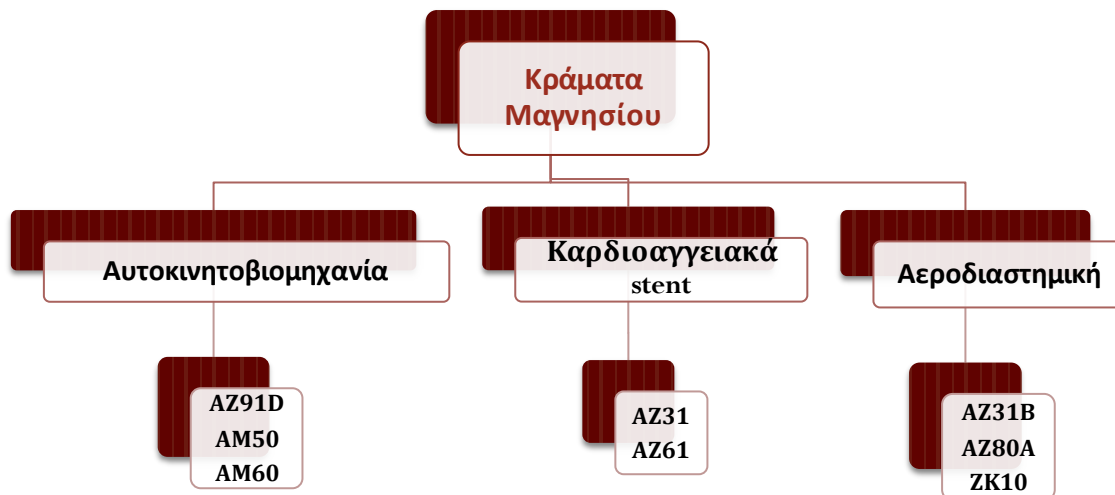 Κράματα
Μαγνησίου
Αυτοκινητοβιομηχανία
Καρδιοαγγειακά
stent
Αεροδιαστημική
AZ91D
AM50
AM60
AZ31
AZ61
AZ31B
AZ80A
ZK10